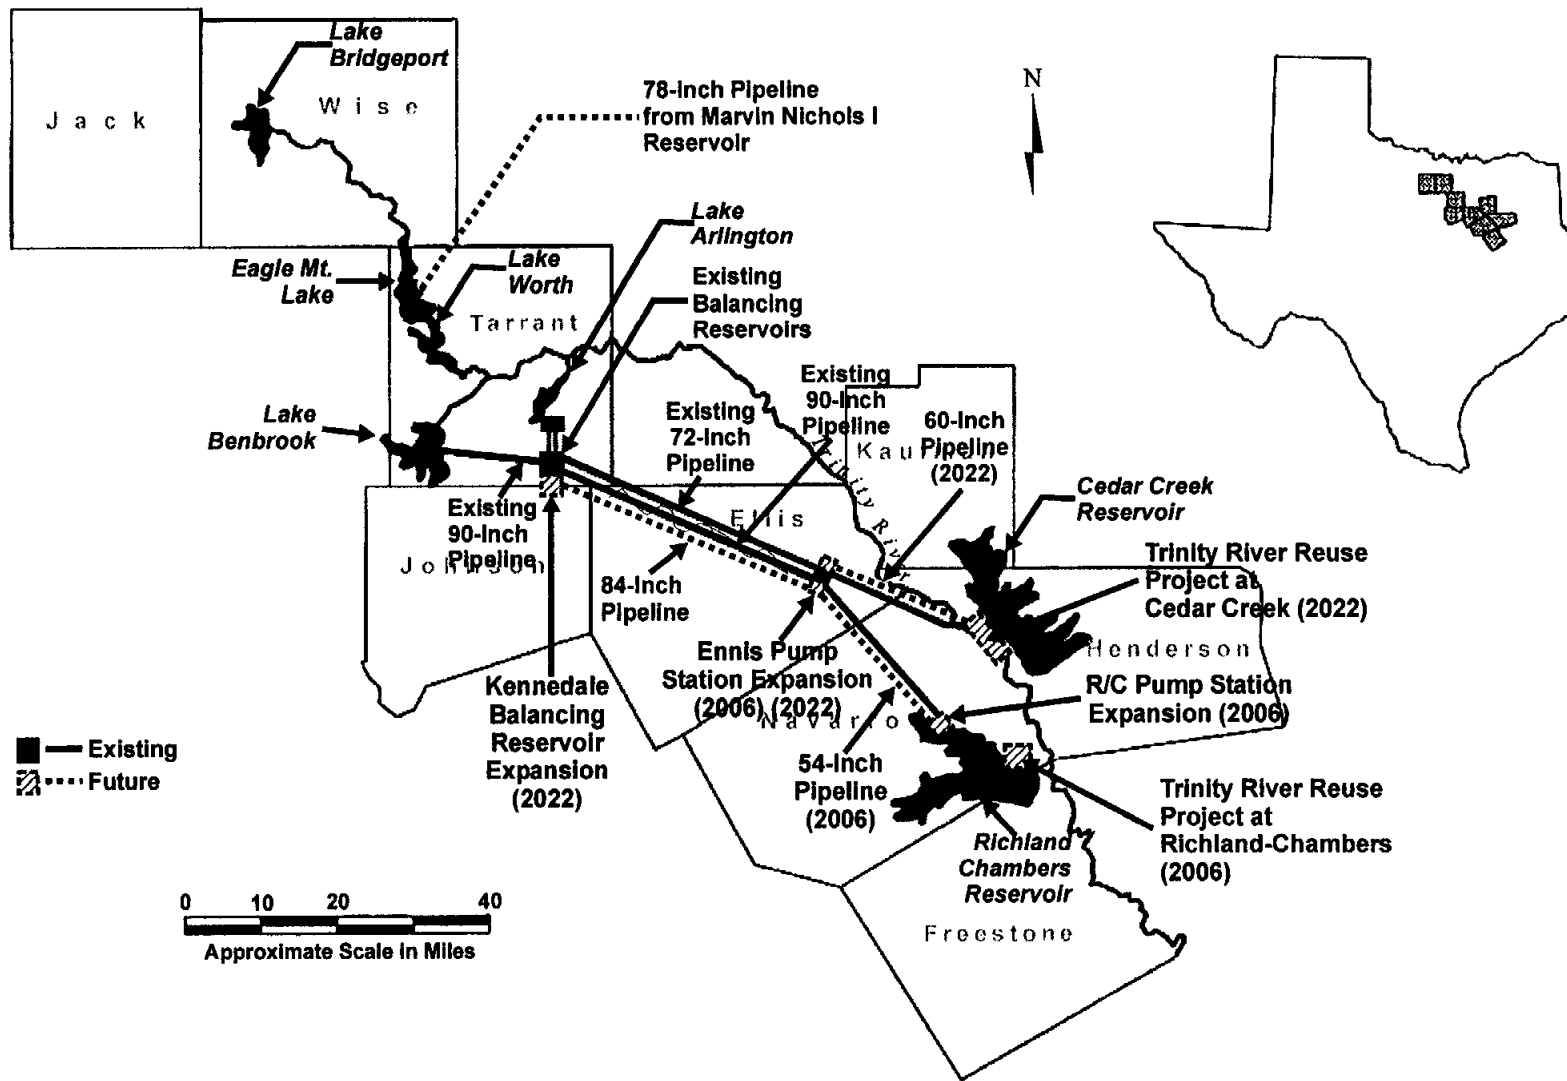 Lake
Bridgeport
Jack
Wise
78-Inch Pipeline
from Marvin Nichols I
Reservoir
N
Lake
Arlington
Eagle Mt.
Lake
Lake
Worth
Existing
Balancing
Reservoirs
Tarrant
Lake
Benbrook
Existing
72-Inch
Pipeline
Existing
90-Inch
Pipeline
60-Inch
Pipeline
(2022)
Trinity River
Cedar Creek
Reservoir
Existing
90-Inch
Pipeline
Johnson
Ellis
84-Inch
Pipeline
Trinity River Reuse
Project at
Cedar Creek (2022)
Henderson
Ennis Pump
Station Expansion
(2006) (2022)
Navarro
R/C Pump Station
Expansion (2006)
Kennedale
Balancing
Reservoir
Expansion
(2022)
54-Inch
Pipeline
(2006)
Existing
Future
Trinity River Reuse
Project at
Richland-Chambers
(2006)
Richland
Chambers
Reservoir
Freestone
0 10 20 40
Approximate Scale in Miles